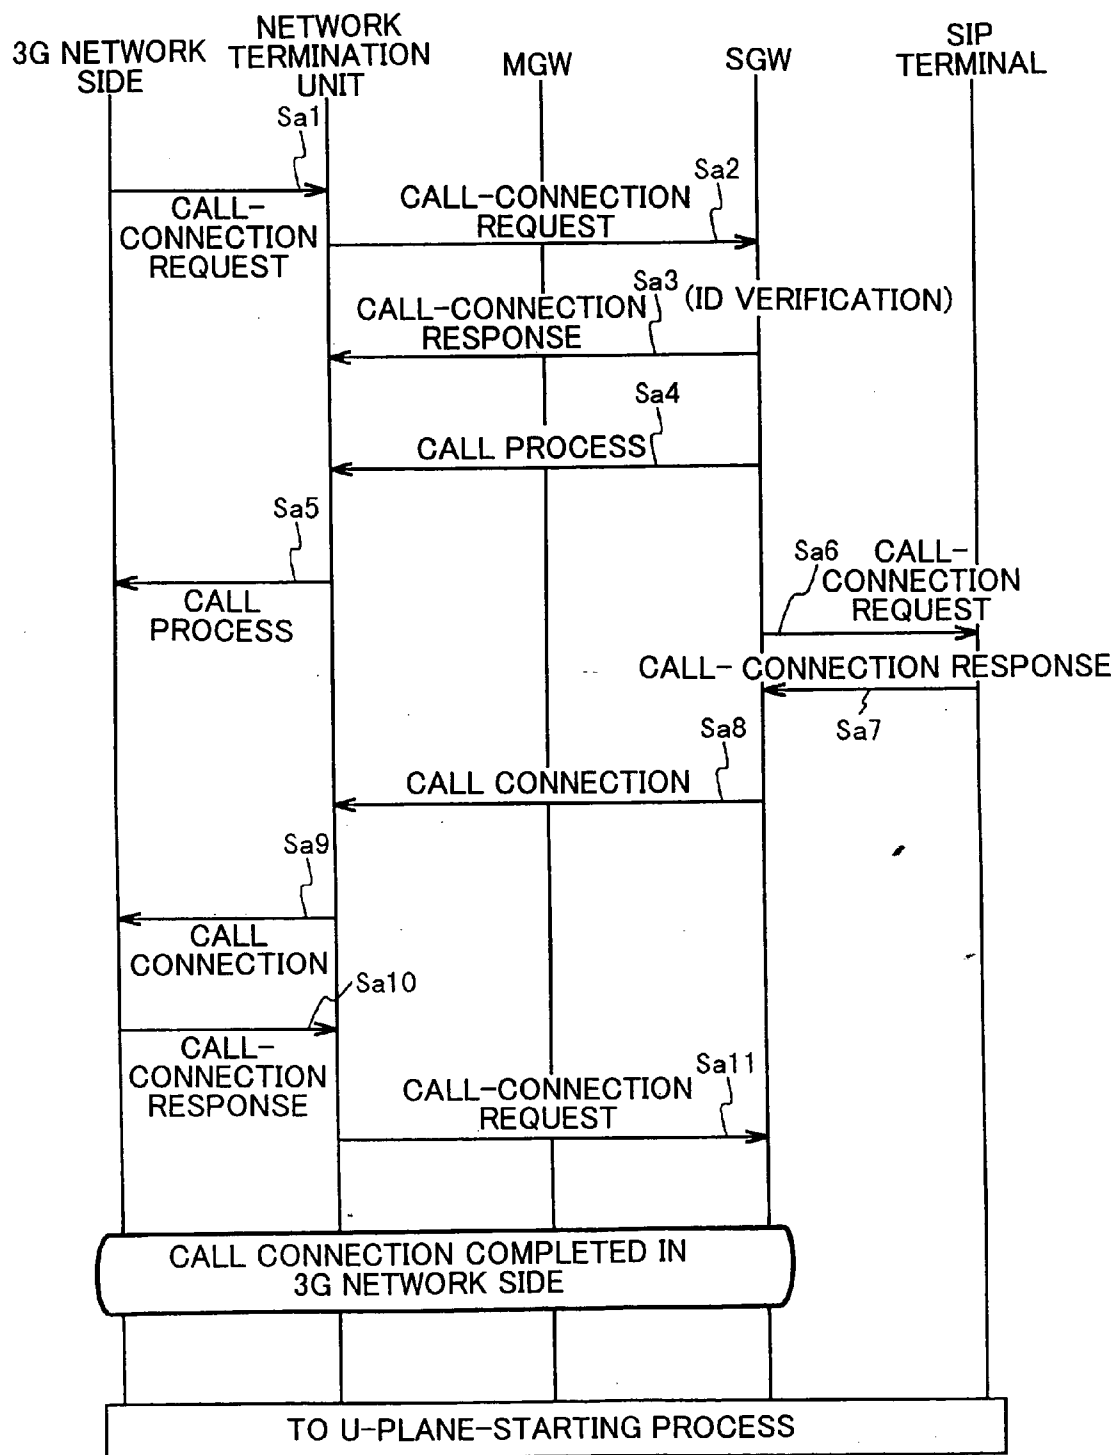 3G NETWORK
SIDE
NETWORK
TERMINATION
UNIT
MGW
SGW
SIP
TERMINAL
Sa1
CALL-
CONNECTION
REQUEST
Sa2
CALL-CONNECTION
REQUEST
Sa3 (ID VERIFICATION)
CALL-CONNECTION
RESPONSE
Sa4
CALL PROCESS
Sa5
CALL
PROCESS
Sa6
CALL-
CONNECTION
REQUEST
CALL- CONNECTION RESPONSE
Sa7
Sa8
CALL CONNECTION
Sa9
CALL
CONNECTION
Sa10
CALL-
CONNECTION
RESPONSE
Sa11
CALL-CONNECTION
REQUEST
CALL CONNECTION COMPLETED IN
3G NETWORK SIDE
TO U-PLANE-STARTING PROCESS